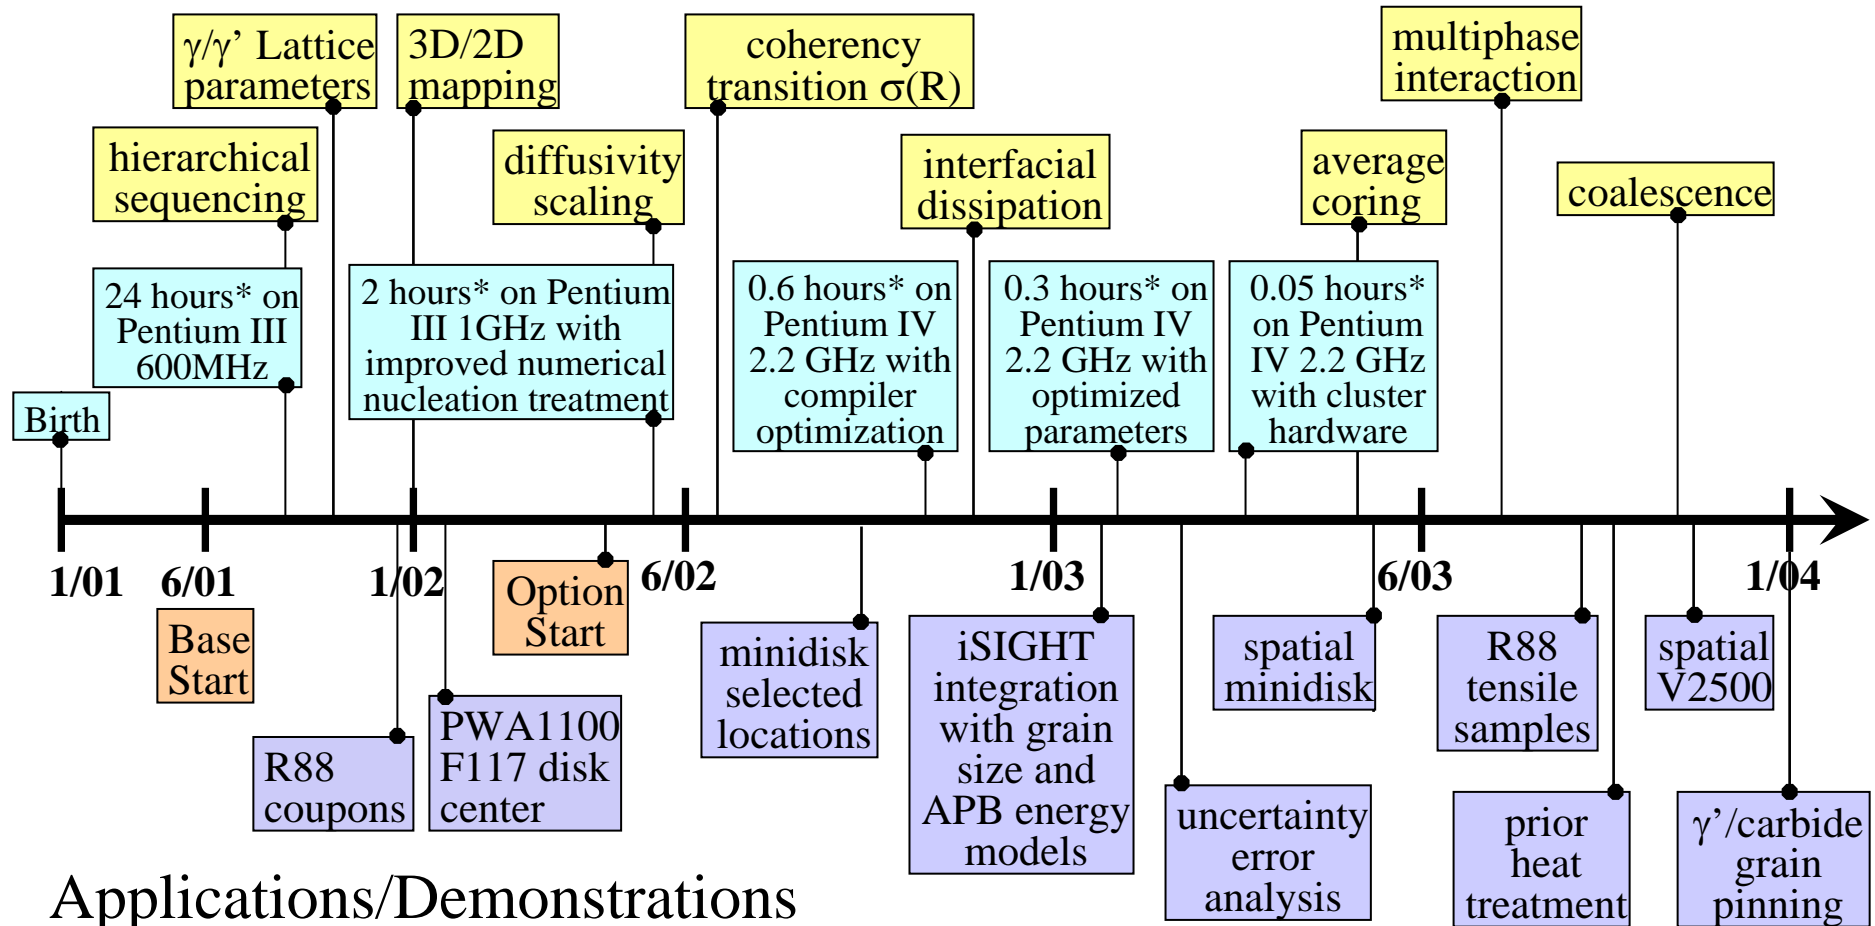 γ/γ’ Lattice
parameters
3D/2D
mapping
coherency
transition σ(R)
multiphase
interaction
hierarchical
sequencing
diffusivity
scaling
interfacial
dissipation
average
coring
coalescence
24 hours* on
Pentium III
600MHz
2 hours* on Pentium
III 1GHz with
improved numerical
nucleation treatment
0.6 hours* on
Pentium IV
2.2 GHz with
compiler
optimization
0.3 hours* on
Pentium IV
2.2 GHz with
optimized
parameters
0.05 hours*
on Pentium
IV 2.2 GHz
with cluster
hardware
Birth
1/01
6/01
1/02
6/02
1/03
6/03
1/04
Base
Start
Option
Start
R88
coupons
PWA1100
F117 disk
center
minidisk
selected
locations
iSIGHT
integration
with grain
size and
APB energy
models
uncertainty
error
analysis
spatial
minidisk
R88
tensile
samples
prior
heat
treatment
spatial
V2500
γ’/carbide
grain
pinning
Applications/Demonstrations